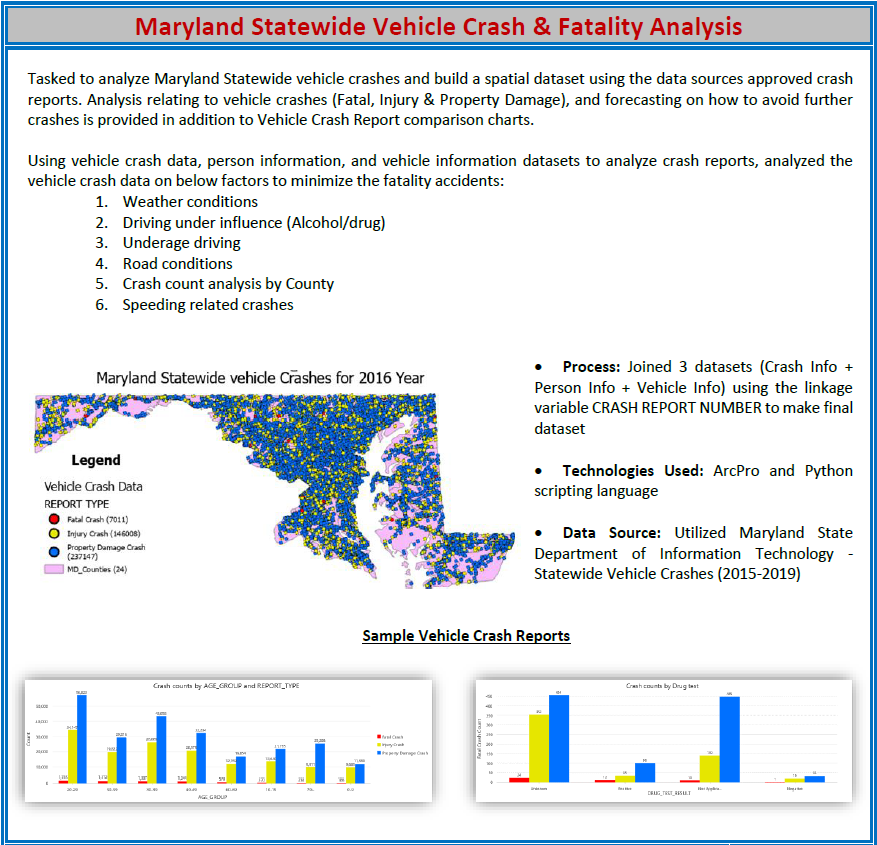 Maryland Statewide Vehicle Crash & Fatality Analysis
Tasked to analyze Maryland Statewide vehicle crashes and build a spatial dataset using the data sources approved crash
reports. Analysis relating to vehicle crashes (Fatal, Injury & Property Damage), and forecasting on how to avoid further
crashes is provided in addition to Vehicle Crash Report comparison charts.
Using vehicle crash data, person information, and vehicle information datasets to analyze crash reports, analyzed the
vehicle crash data on below factors to minimize the fatality accidents:
1. Weather conditions
2. Driving under influence (Alcohol/drug)
3. Underage driving
4. Road conditions
5. Crash count analysis by County
6. Speeding related crashes
Maryland Statewide vehicle Crashes for 2016 Year
Legend
Vehicle Crash Data
REPORT TYPE
Fatal Crash (7011)
Injury Crash (146008)
Property Damage Crash
(237147)
MD_Counties (24)
• Process: Joined 3 datasets (Crash Info +
Person Info + Vehicle Info) using the linkage
variable CRASH REPORT NUMBER to make final
dataset
• Technologies Used: ArcPro and Python
scripting language
• Data Source: Utilized Maryland State
Department of Information Technology -
Statewide Vehicle Crashes (2015-2019)
Sample Vehicle Crash Reports
Crash counts by AGE_GROUP and REPORT_TYPE
Count
Fatal Crash
Injury Crash
Property Damage Crash
AGE_GROUP
Crash counts by Drug test
Fatal Crash Count
Unknown
Positive
Negative
DRUG_TEST_RESULT